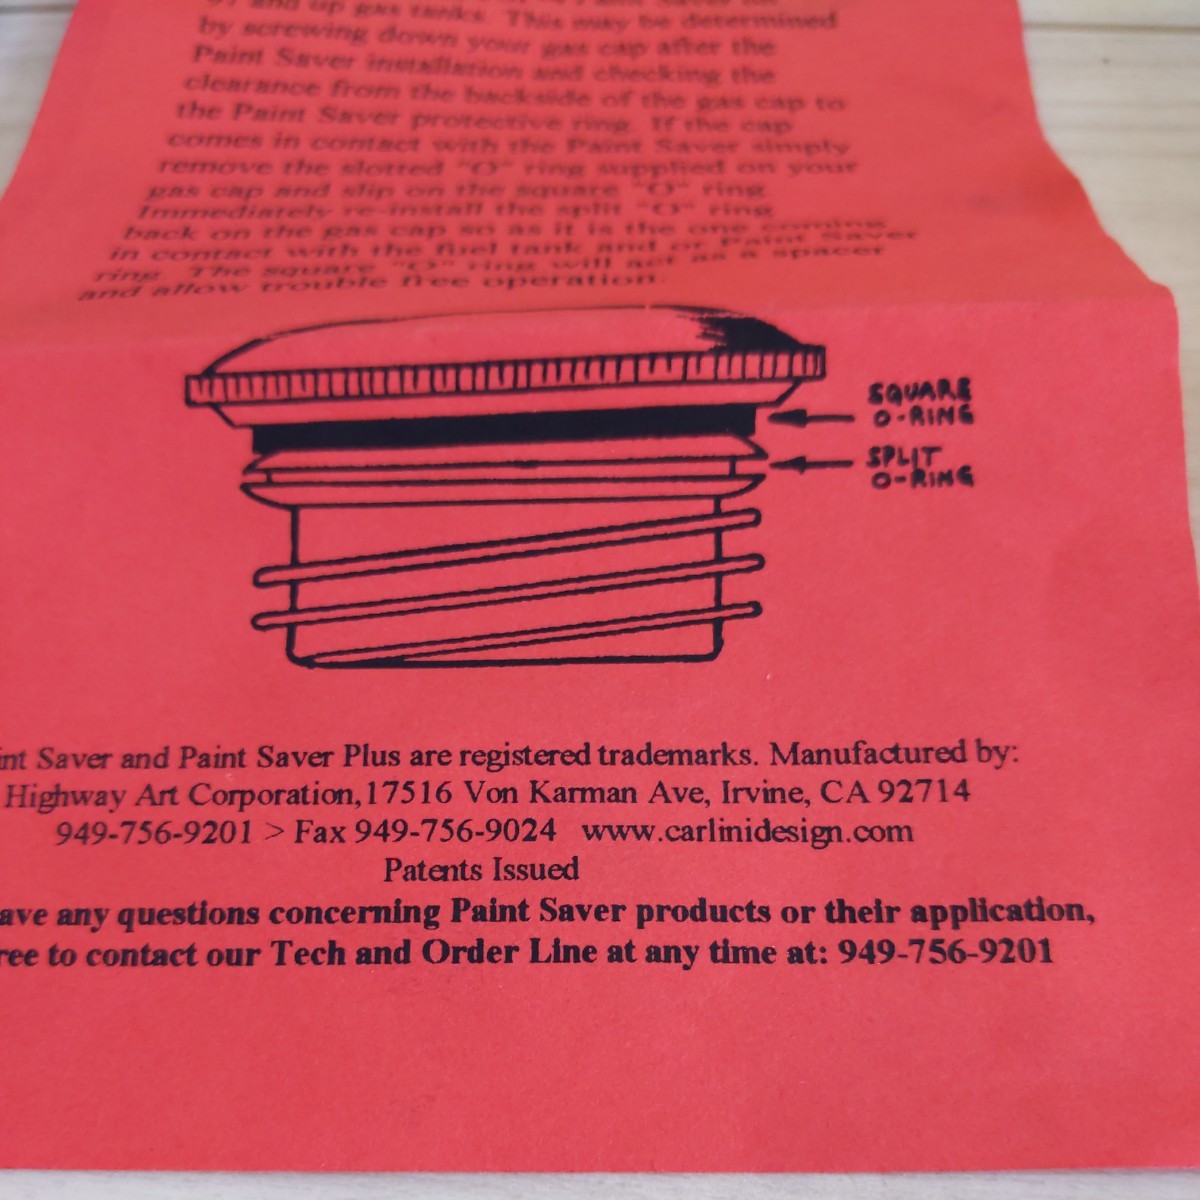 and up gas tanks. This may be determined
by screwing down your gas cap after the
Paint Saver installation and checking the
clearance from the backside of the gas cap to
the Paint Saver protective ring. If the cap
comes in contact with the Paint Saver simply
remove the slotted "O" ring supplied on your
gas cap and slip on the square "O" ring
Immediately re-install the split "O" ring
back on the gas cap so as it is the one coming
in contact with the fuel tank and or Paint Saver
ring. The square "O" ring will act as a spacer
and allow trouble free operation.
SQUARE
O-RING
SPLIT
O-RING
int Saver and Paint Saver Plus are registered trademarks. Manufactured by:
Highway Art Corporation,17516 Von Karman Ave, Irvine, CA 92714
949-756-9201 > Fax 949-756-9024 www.carlinidesign.com
Patents Issued
ave any questions concerning Paint Saver products or their application,
ree to contact our Tech and Order Line at any time at: 949-756-9201